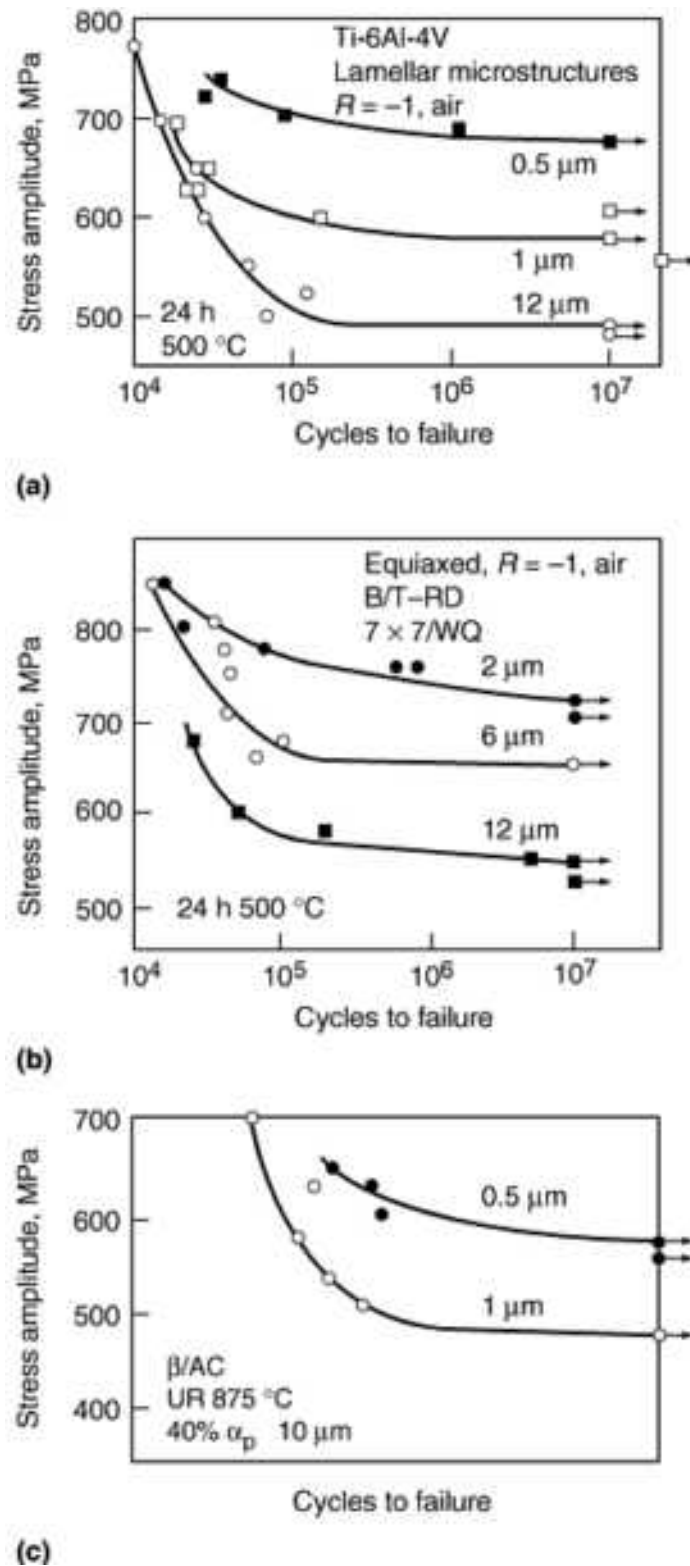 800
Ti-6Al-4V
Lamellar microstructures
R = −1, air
700
0.5 μm
600
1 μm
12 μm
500
24 h
500 °C
Stress amplitude, MPa
10⁴ 10⁵ 10⁶ 10⁷
Cycles to failure
(a)
Equiaxed, R = −1, air
B/T–RD
7 × 7/WQ
800
2 μm
700
6 μm
600
12 μm
500
24 h 500 °C
Stress amplitude, MPa
10⁴ 10⁵ 10⁶ 10⁷
Cycles to failure
(b)
700
0.5 μm
600
500
1 μm
400
β/AC
UR 875 °C
40% αₚ 10 μm
Stress amplitude, MPa
Cycles to failure
(c)